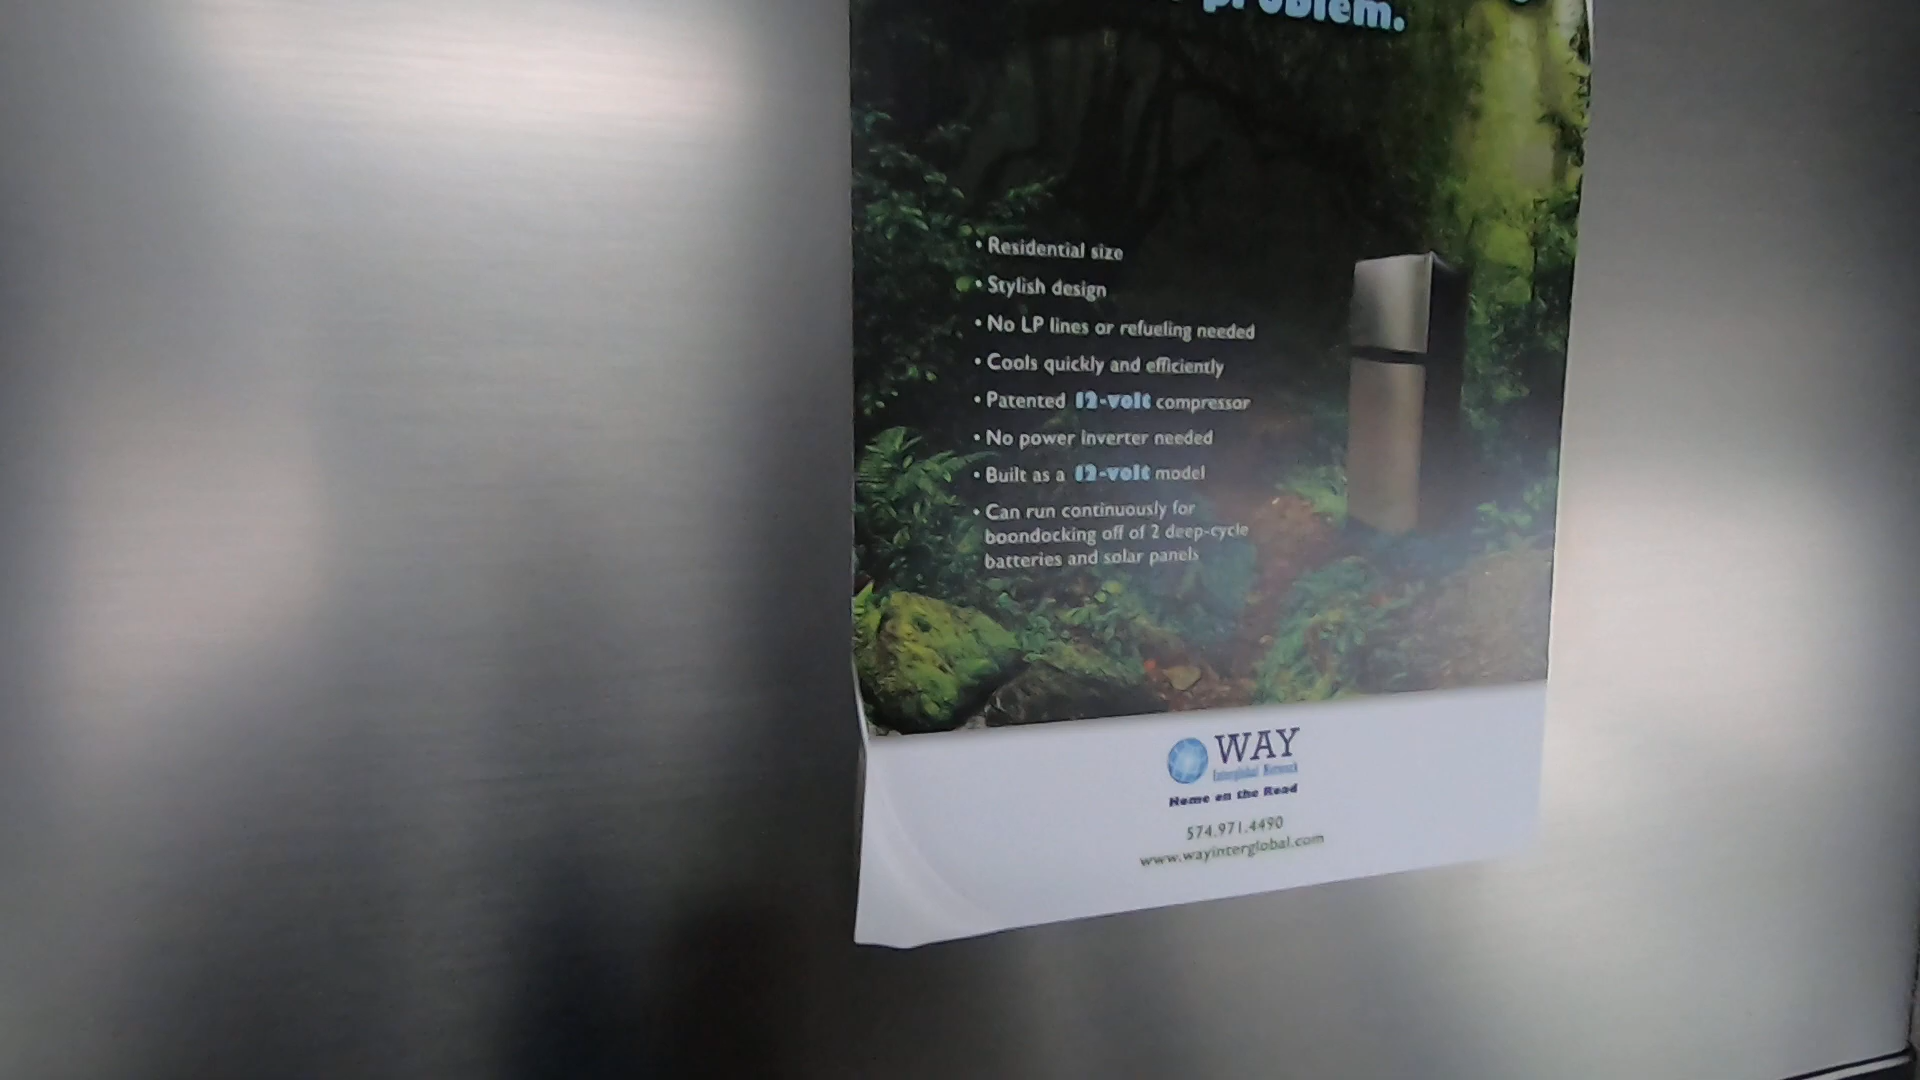 problem.
• Residential size
• Stylish design
• No LP lines or refueling needed
• Cools quickly and efficiently
• Patented 12-volt compressor
• No power inverter needed
• Built as a 12-volt model
• Can run continuously for
boondocking off of 2 deep-cycle
batteries and solar panels
WAY
Interglobal Network
Home on the Road
574.971.4490
www.wayinterglobal.com